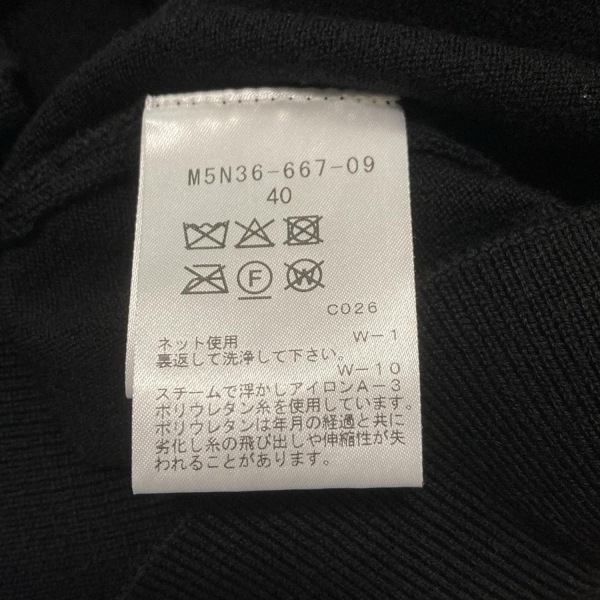 M5N36-667-09
40
F W
C026
ネット使用 W-1
裏返して洗浄して下さい。
W-10
スチームで浮かしアイロンA-3
ポリウレタン糸を使用しています。
ポリウレタンは年月の経過と共に
劣化し糸の飛び出しや伸縮性が失
われることがあります。